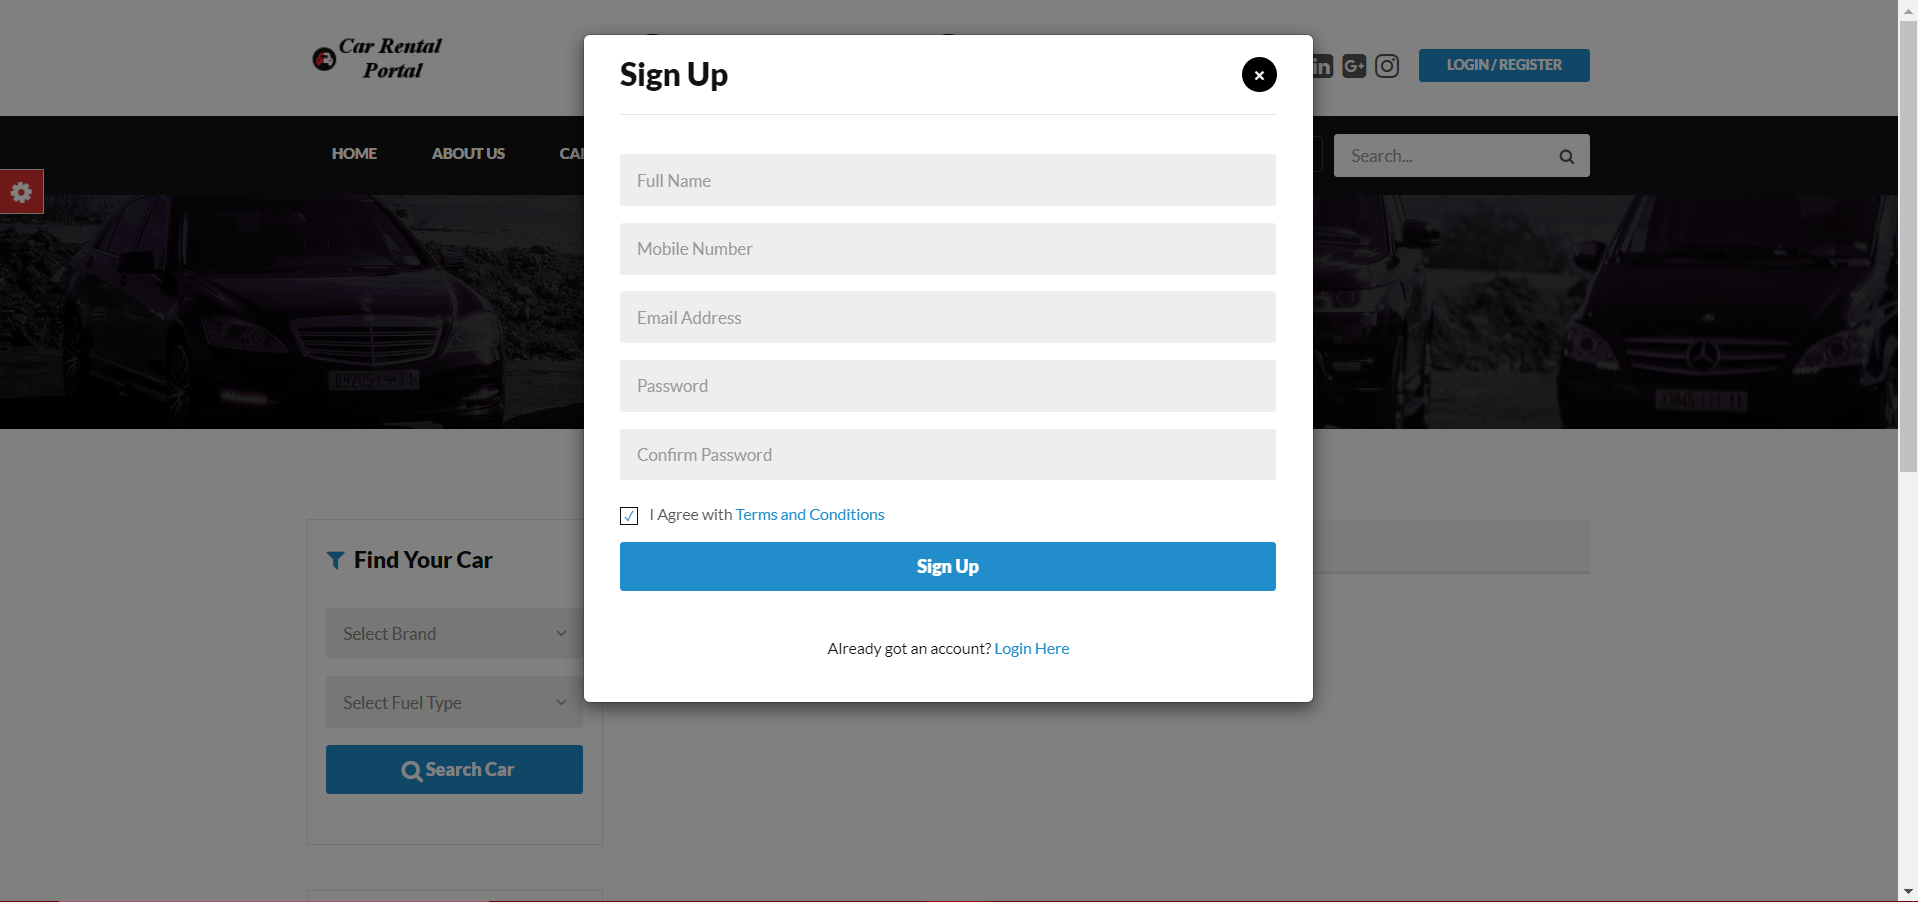 Car Rental
Portal
in
G+
LOGIN / REGISTER
HOME
ABOUT US
CA
Search...
Sign Up
×
Full Name
Mobile Number
Email Address
Password
Confirm Password
I Agree with Terms and Conditions
Sign Up
Already got an account? Login Here
Find Your Car
Select Brand
Select Fuel Type
Search Car